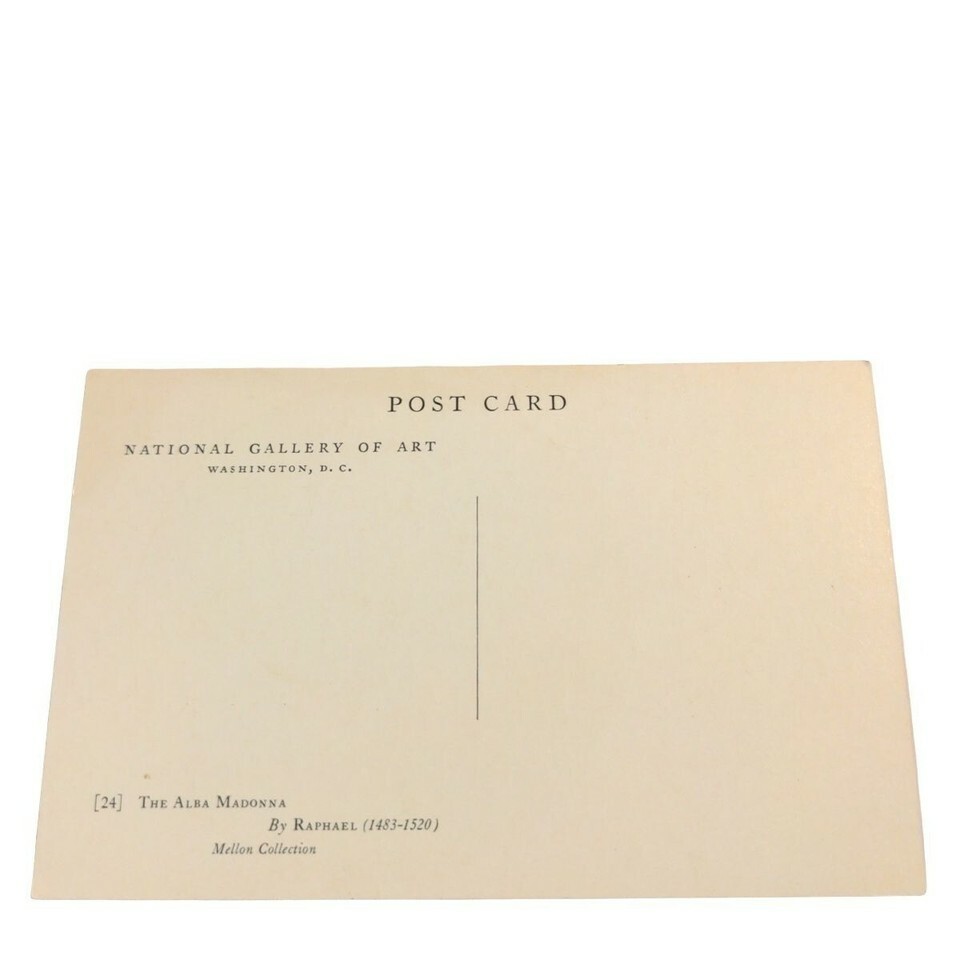 POST CARD
NATIONAL GALLERY OF ART
WASHINGTON, D. C.
[24] THE ALBA MADONNA
By RAPHAEL (1483-1520)
Mellon Collection